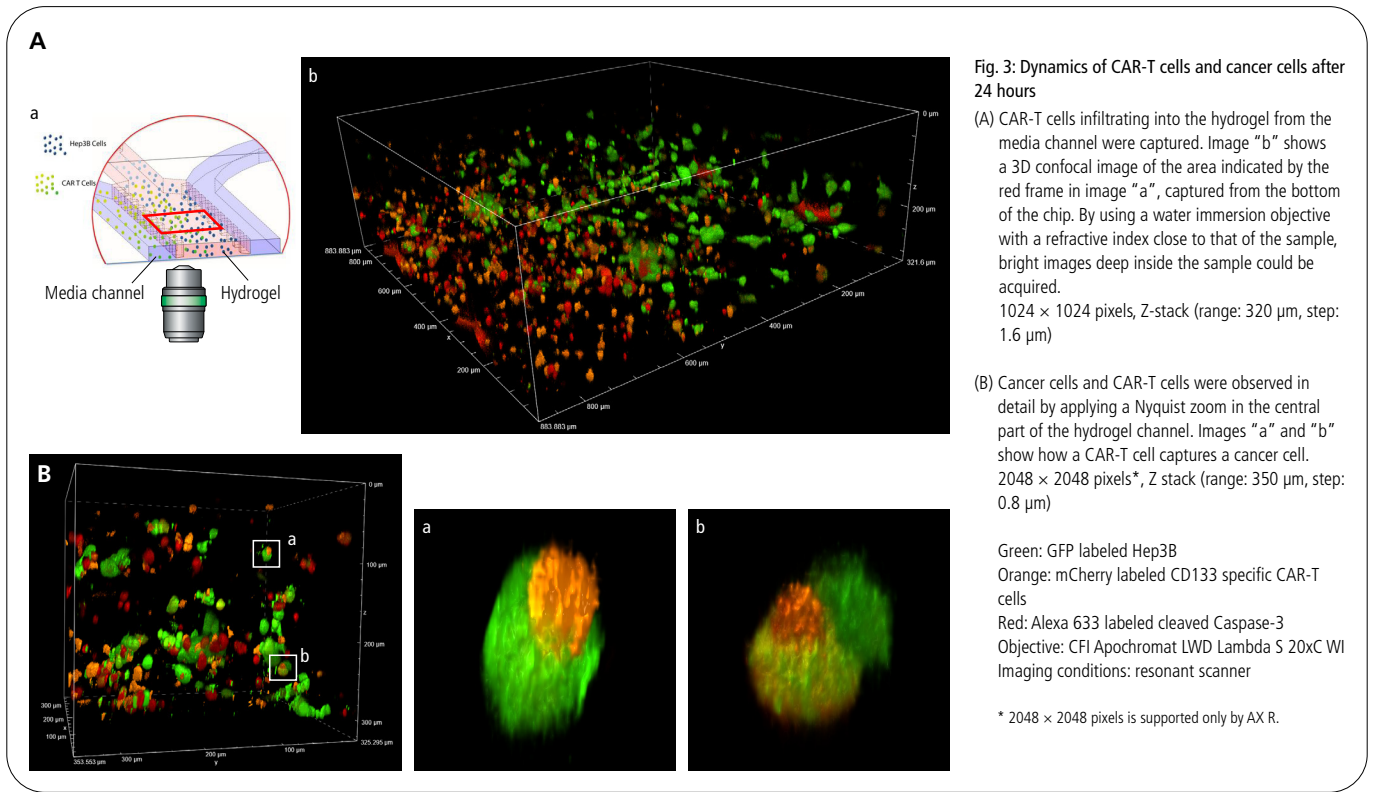 A
a
Hep3B Cells
CAR T Cells
Media channel
Hydrogel
b
0 µm
z
200 µm
321.6 µm
883.883 µm
800 µm
600 µm
400 µm
x
200 µm
200 µm
400 µm
y
600 µm
800 µm
883.883 µm
Fig. 3: Dynamics of CAR-T cells and cancer cells after
24 hours
(A) CAR-T cells infiltrating into the hydrogel from the
media channel were captured. Image “b” shows
a 3D confocal image of the area indicated by the
red frame in image “a”, captured from the bottom
of the chip. By using a water immersion objective
with a refractive index close to that of the sample,
bright images deep inside the sample could be
acquired.
1024 × 1024 pixels, Z-stack (range: 320 µm, step:
1.6 µm)
(B) Cancer cells and CAR-T cells were observed in
detail by applying a Nyquist zoom in the central
part of the hydrogel channel. Images “a” and “b”
show how a CAR-T cell captures a cancer cell.
2048 × 2048 pixels*, Z stack (range: 350 µm, step:
0.8 µm)
Green: GFP labeled Hep3B
Orange: mCherry labeled CD133 specific CAR-T
cells
Red: Alexa 633 labeled cleaved Caspase-3
Objective: CFI Apochromat LWD Lambda S 20xC WI
Imaging conditions: resonant scanner
* 2048 × 2048 pixels is supported only by AX R.
B
0 µm
a
100 µm
z
200 µm
b
300 µm
325.295 µm
300 µm
200 µm
x
100 µm
353.553 µm
300 µm
200 µm
y
100 µm
a
b